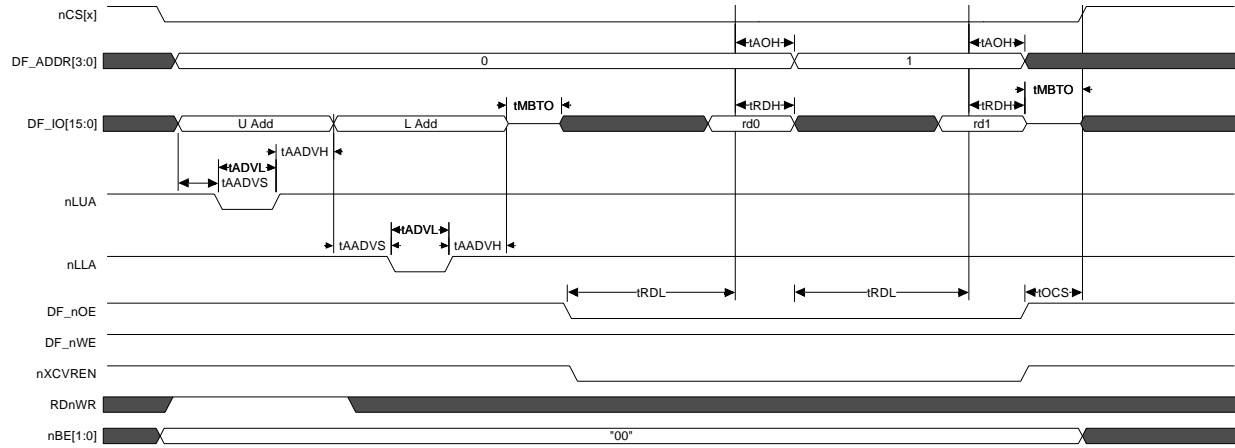 nCS[x]
tAOH tAOH
DF_ADDR[3:0] 0 1
tMBTO tRDH tRDH tMBTO
DF_IO[15:0] U Add L Add rd0 rd1
tAADVH
tADVL
tAADVS
nLUA
tADVL
tAADVS tAADVH
nLLA
tRDL tRDL tOCS
DF_nOE
DF_nWE
nXCVREN
RDnWR
nBE[1:0] "00"